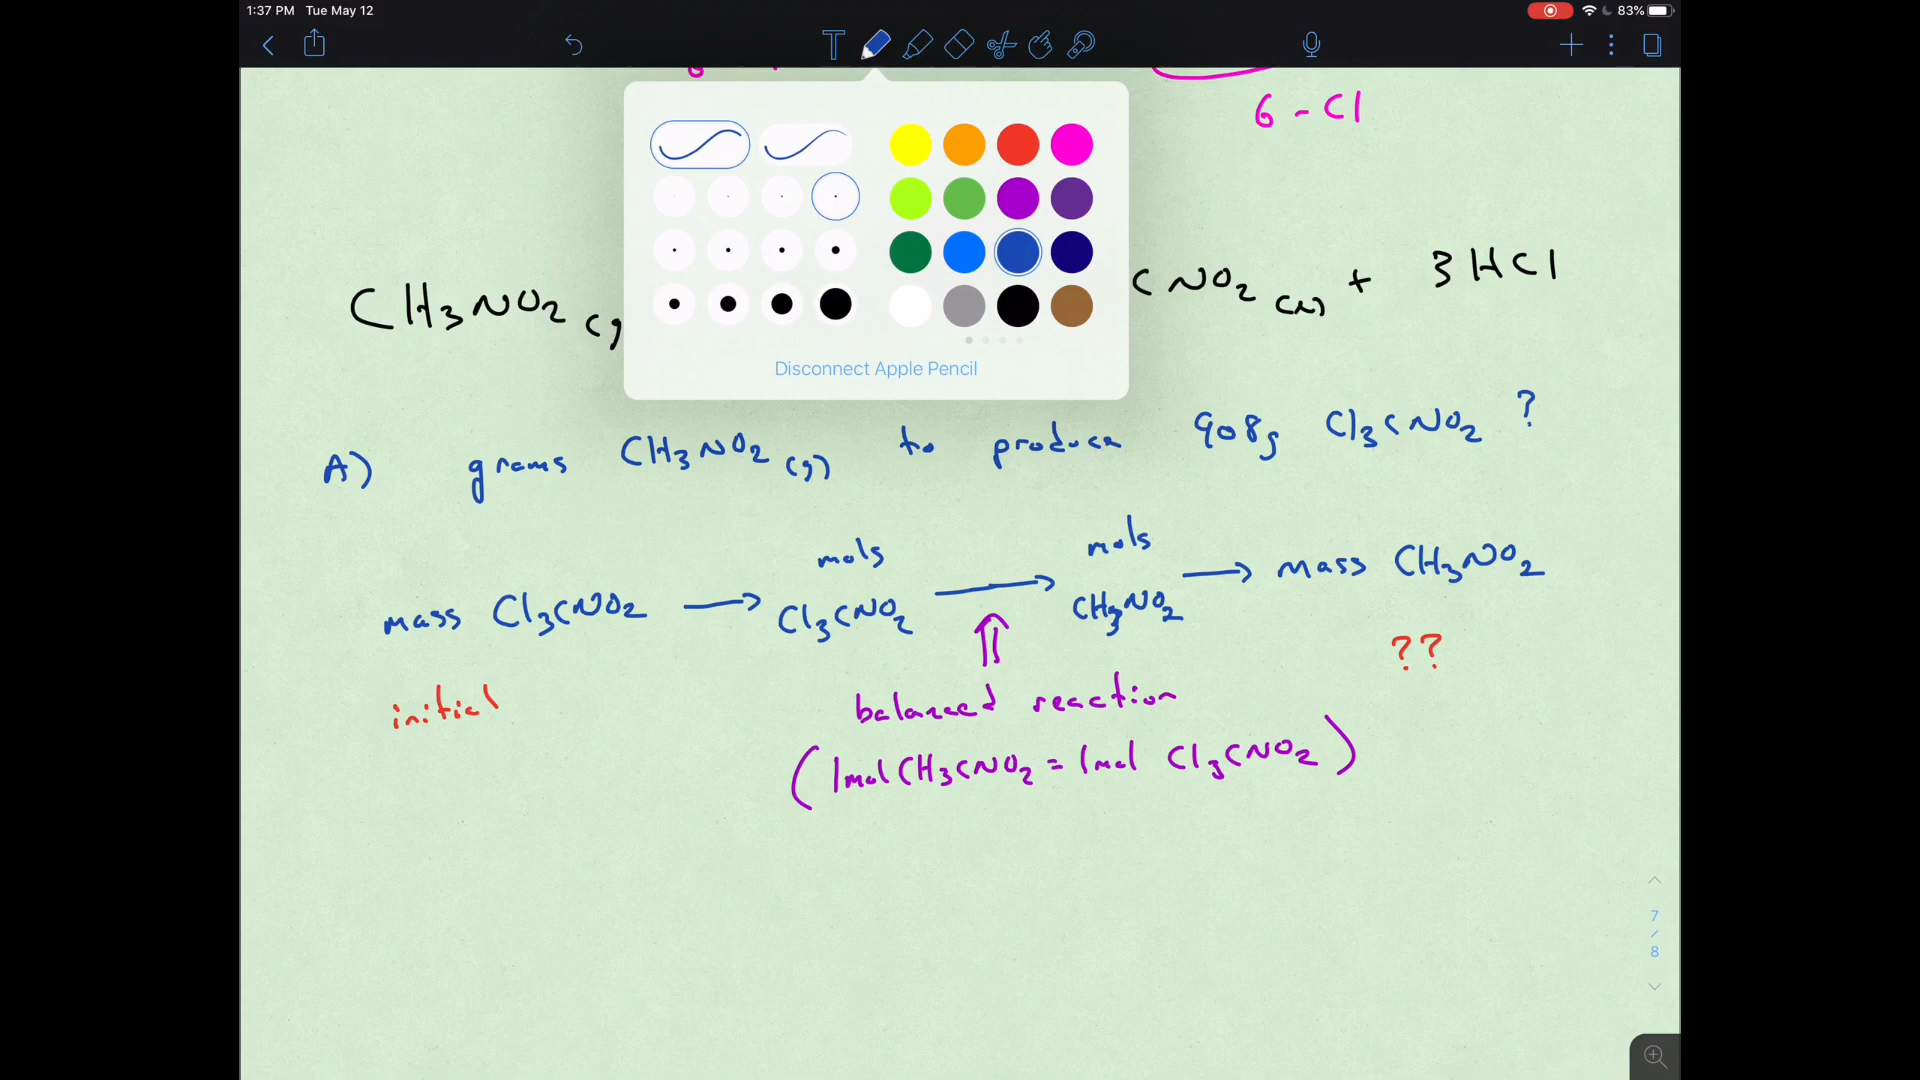 1:37 PM Tue May 12
83%
T
6 - Cl
CH3NO2 (g
CNO2 + 3HCl
Disconnect Apple Pencil
A) grams CH3NO2 (g) to produce 908g Cl3CNO2 ?
mass Cl3CNO2 → mols Cl3CNO2 → mols CH3NO2 → mass CH3NO2
??
initial
balanced reaction
(1mol CH3CNO2 = 1mol Cl3CNO2)
7
/
8